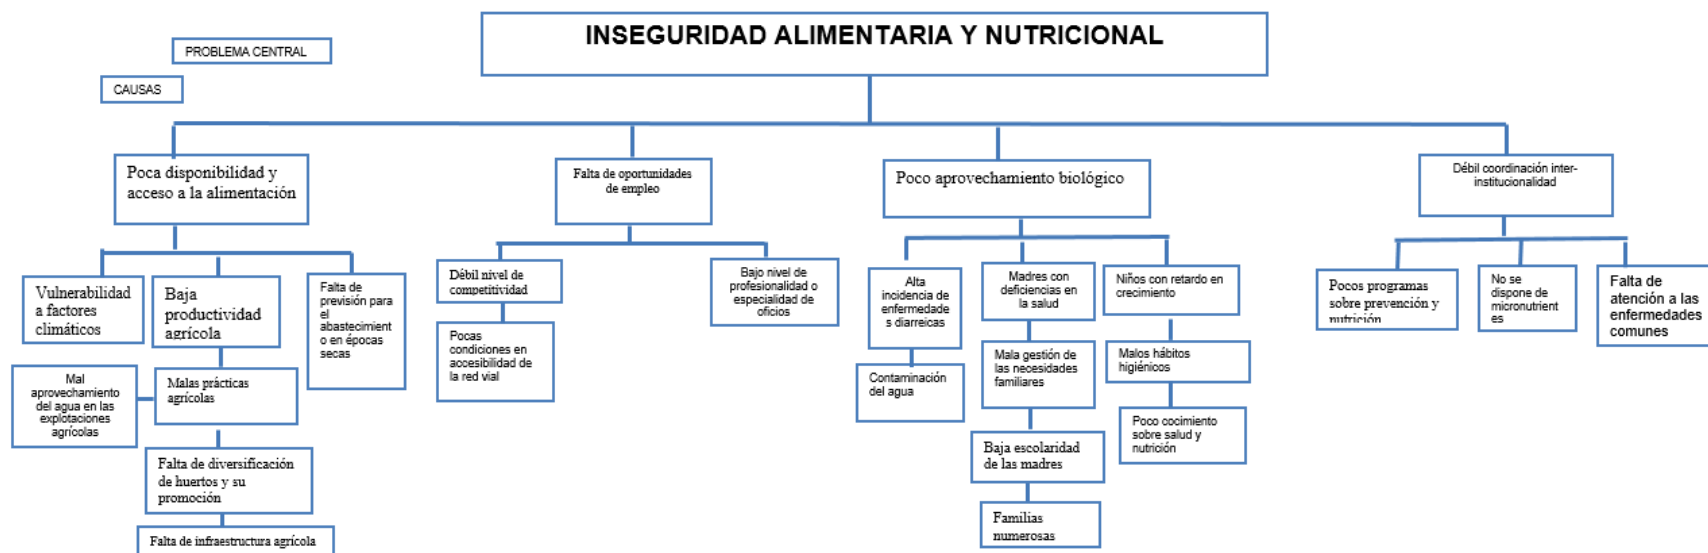 INSEGURIDAD ALIMENTARIA Y NUTRICIONAL
PROBLEMA CENTRAL
CAUSAS
Poca disponibilidad y
acceso a la alimentación
Falta de oportunidades
de empleo
Poco aprovechamiento biológico
Débil coordinación inter-
institucionalidad
Vulnerabilidad
a factores
climáticos
Baja
productividad
agrícola
Falta de
previsión para
el
abastecimient
o en épocas
secas
Débil nivel de
competitividad
Bajo nivel de
profesionalidad o
especialidad de
oficios
Alta
incidencia de
enfermedade
s diarreicas
Madres con
deficiencias en
la salud
Niños con retardo en
crecimiento
Pocos programas
sobre prevención y
nutrición
No se
dispone de
micronutrient
es
Falta de
atención a las
enfermedades
comunes
Mal
aprovechamiento
del agua en las
explotaciones
agrícolas
Malas prácticas
agrícolas
Pocas
condiciones en
accesibilidad de
la red vial
Contaminación
del agua
Mala gestión de
las necesidades
familiares
Malos hábitos
higiénicos
Falta de diversificación
de huertos y su
promoción
Baja escolaridad
de las madres
Poco cocimiento
sobre salud y
nutrición
Falta de infraestructura agrícola
Familias
numerosas